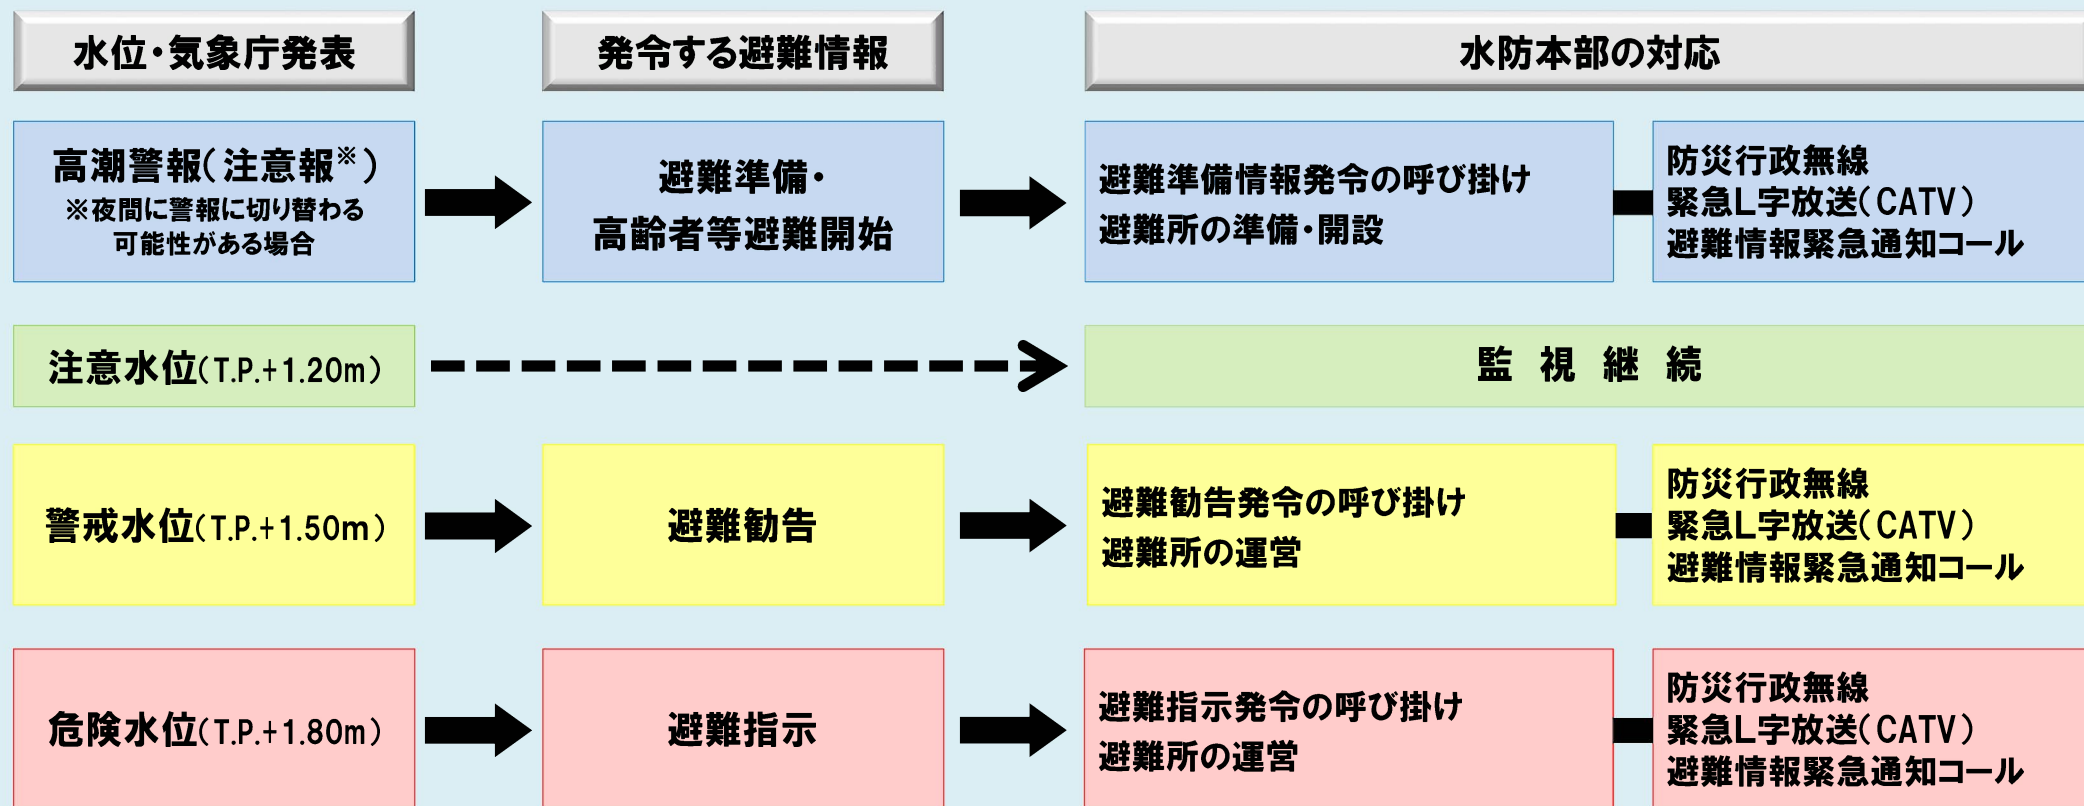 水位・気象庁発表
発令する避難情報
水防本部の対応
高潮警報(注意報※)
※夜間に警報に切り替わる
可能性がある場合
避難準備・
高齢者等避難開始
避難準備情報発令の呼び掛け
避難所の準備・開設
防災行政無線
緊急L字放送(CATV)
避難情報緊急通知コール
注意水位(T.P.+1.20m)
監視継続
警戒水位(T.P.+1.50m)
避難勧告
避難勧告発令の呼び掛け
避難所の運営
防災行政無線
緊急L字放送(CATV)
避難情報緊急通知コール
危険水位(T.P.+1.80m)
避難指示
避難指示発令の呼び掛け
避難所の運営
防災行政無線
緊急L字放送(CATV)
避難情報緊急通知コール